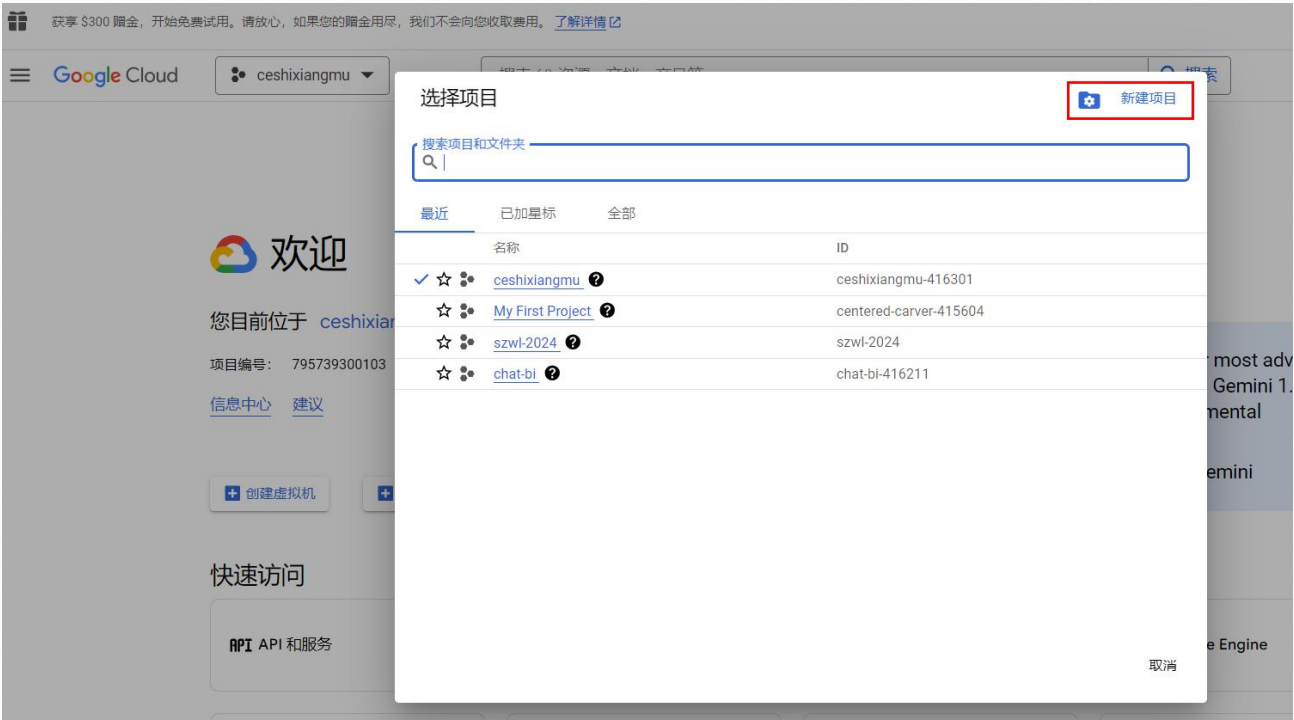 获享 $300 赠金，开始免费试用。请放心，如果您的赠金用尽，我们不会向您收取费用。 了解详情
Google Cloud
ceshixiangmu
搜索
选择项目
新建项目
搜索项目和文件夹
最近 已加星标 全部
名称 ID
ceshixiangmu ceshixiangmu-416301
My First Project centered-carver-415604
szwl-2024 szwl-2024
chat-bi chat-bi-416211
取消
欢迎
您目前位于 ceshixian
项目编号： 795739300103
信息中心 建议
创建虚拟机
快速访问
API API 和服务
most adv
Gemini 1.
mental
emini
e Engine